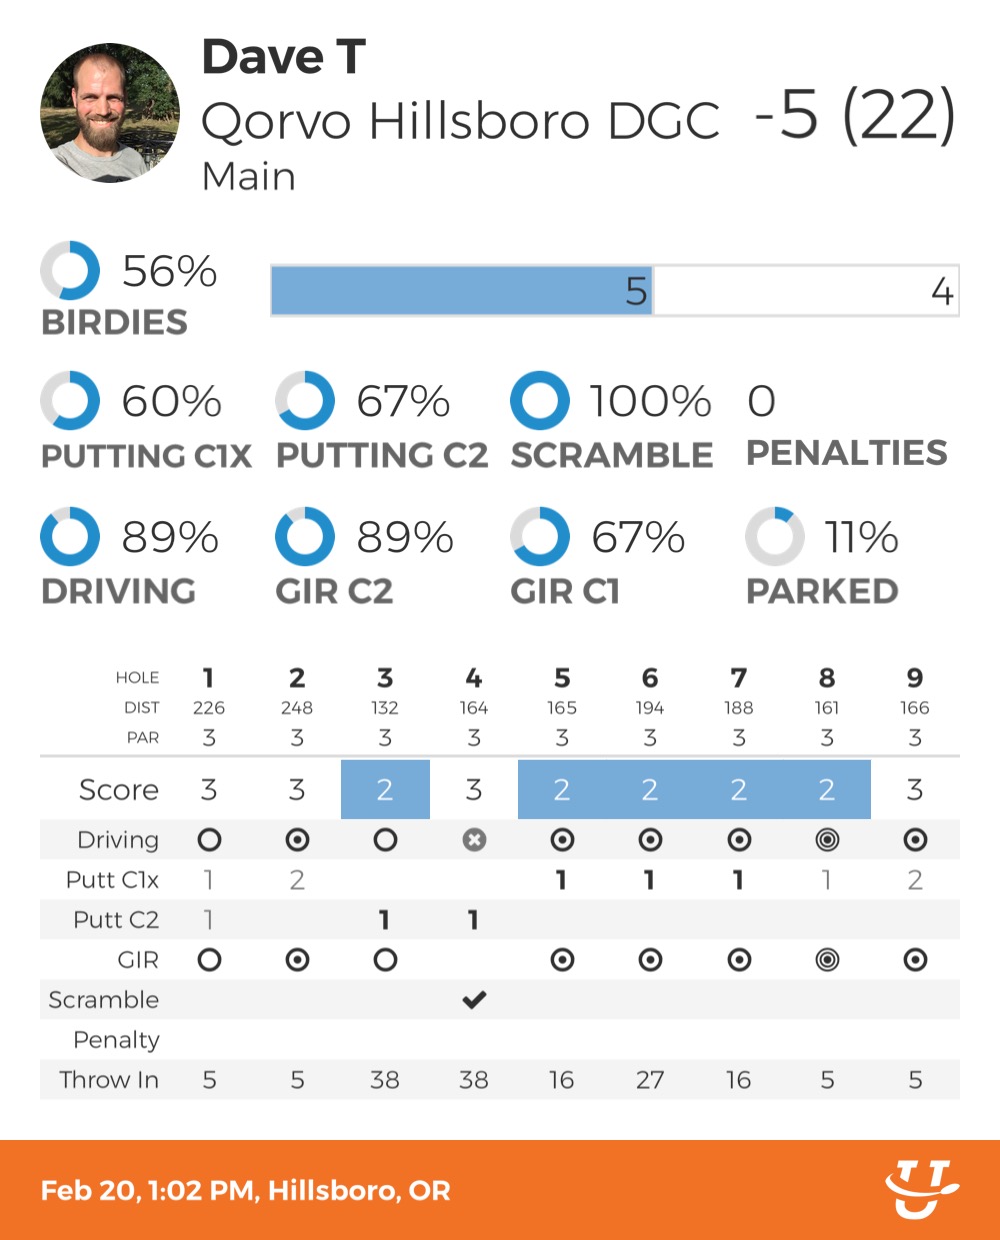 Dave T
Qorvo Hillsboro DGC -5 (22)
Main
56%
BIRDIES
5 4
60% 67% 100% 0
PUTTING C1X PUTTING C2 SCRAMBLE PENALTIES
89% 89% 67% 11%
DRIVING GIR C2 GIR C1 PARKED
HOLE 1 2 3 4 5 6 7 8 9
DIST 226 248 132 164 165 194 188 161 166
PAR 3 3 3 3 3 3 3 3 3
Score 3 3 2 3 2 2 2 2 3
Driving
Putt C1x 1 2 1 1 1 1 2
Putt C2 1 1 1
GIR
Scramble
Penalty
Throw In 5 5 38 38 16 27 16 5 5
Feb 20, 1:02 PM, Hillsboro, OR